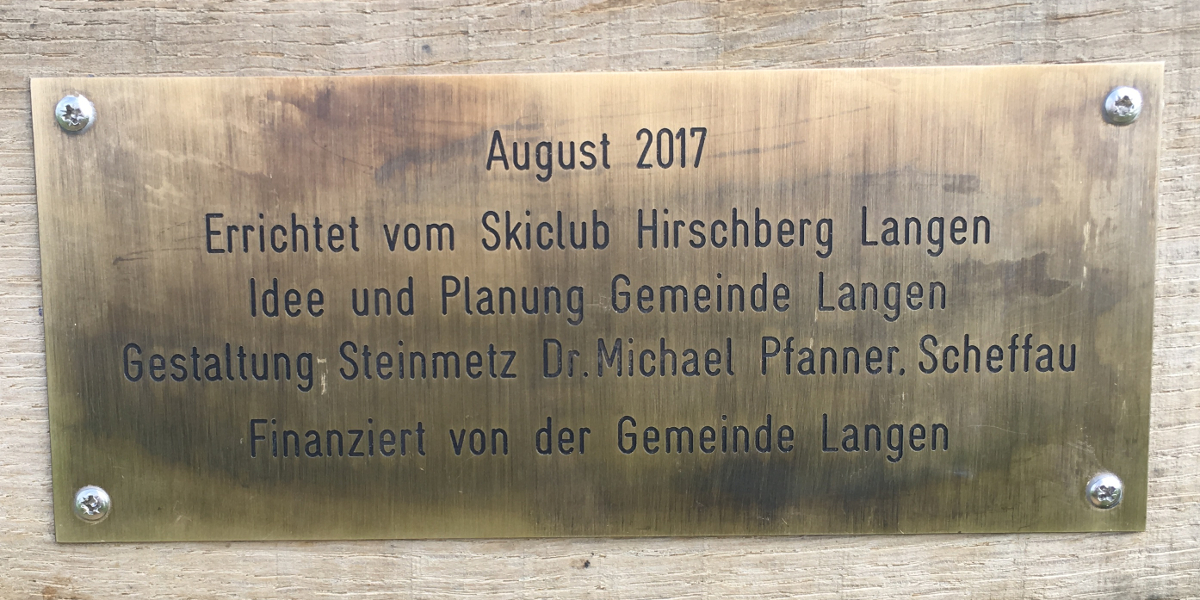 August 2017
Errichtet vom Skiclub Hirschberg Langen
Idee und Planung Gemeinde Langen
Gestaltung Steinmetz Dr. Michael Pfanner, Scheffau
Finanziert von der Gemeinde Langen